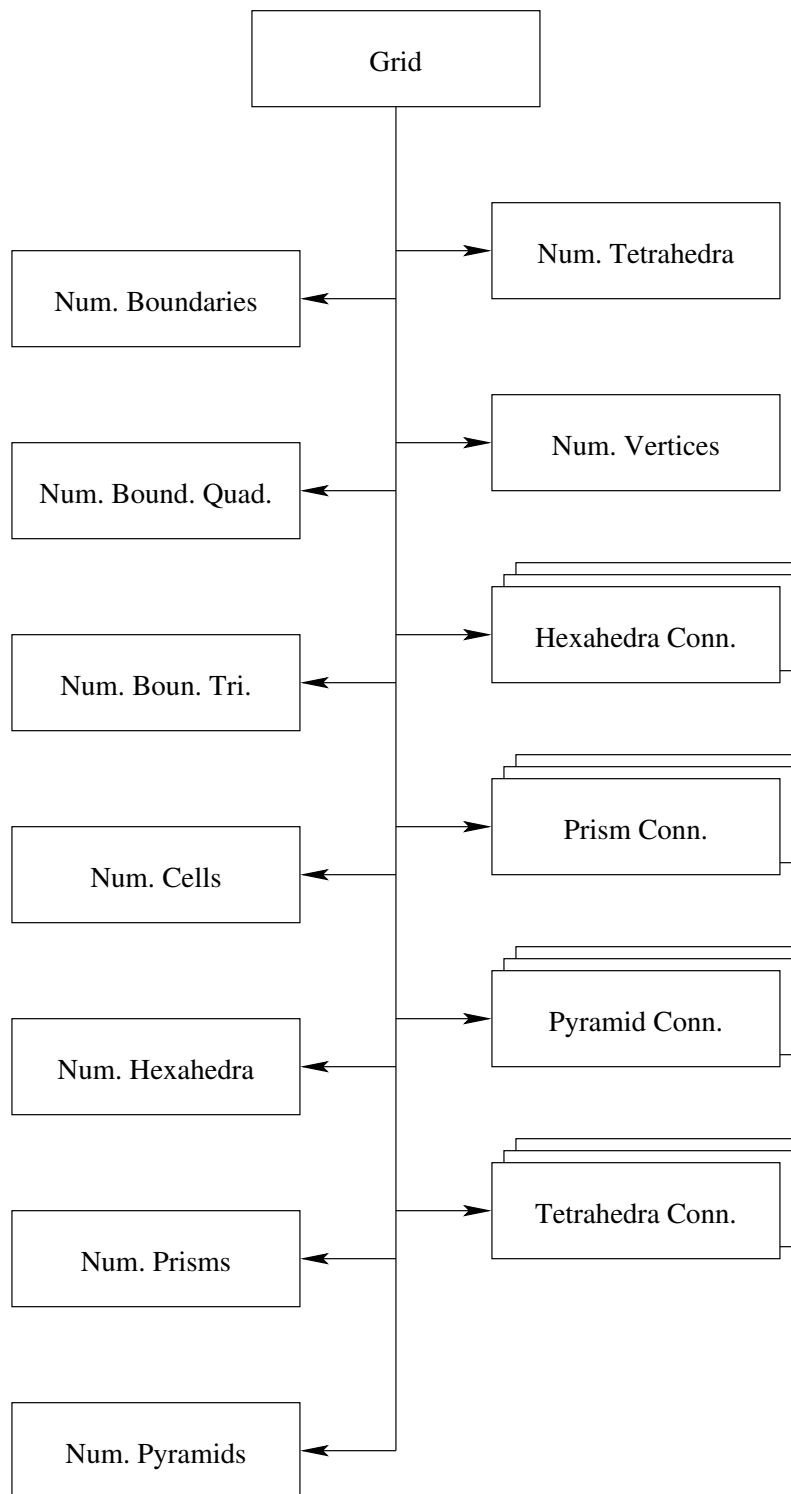 Grid
Num. Tetrahedra
Num. Boundaries
Num. Vertices
Num. Bound. Quad.
Hexahedra Conn.
Num. Boun. Tri.
Prism Conn.
Num. Cells
Pyramid Conn.
Num. Hexahedra
Tetrahedra Conn.
Num. Prisms
Num. Pyramids